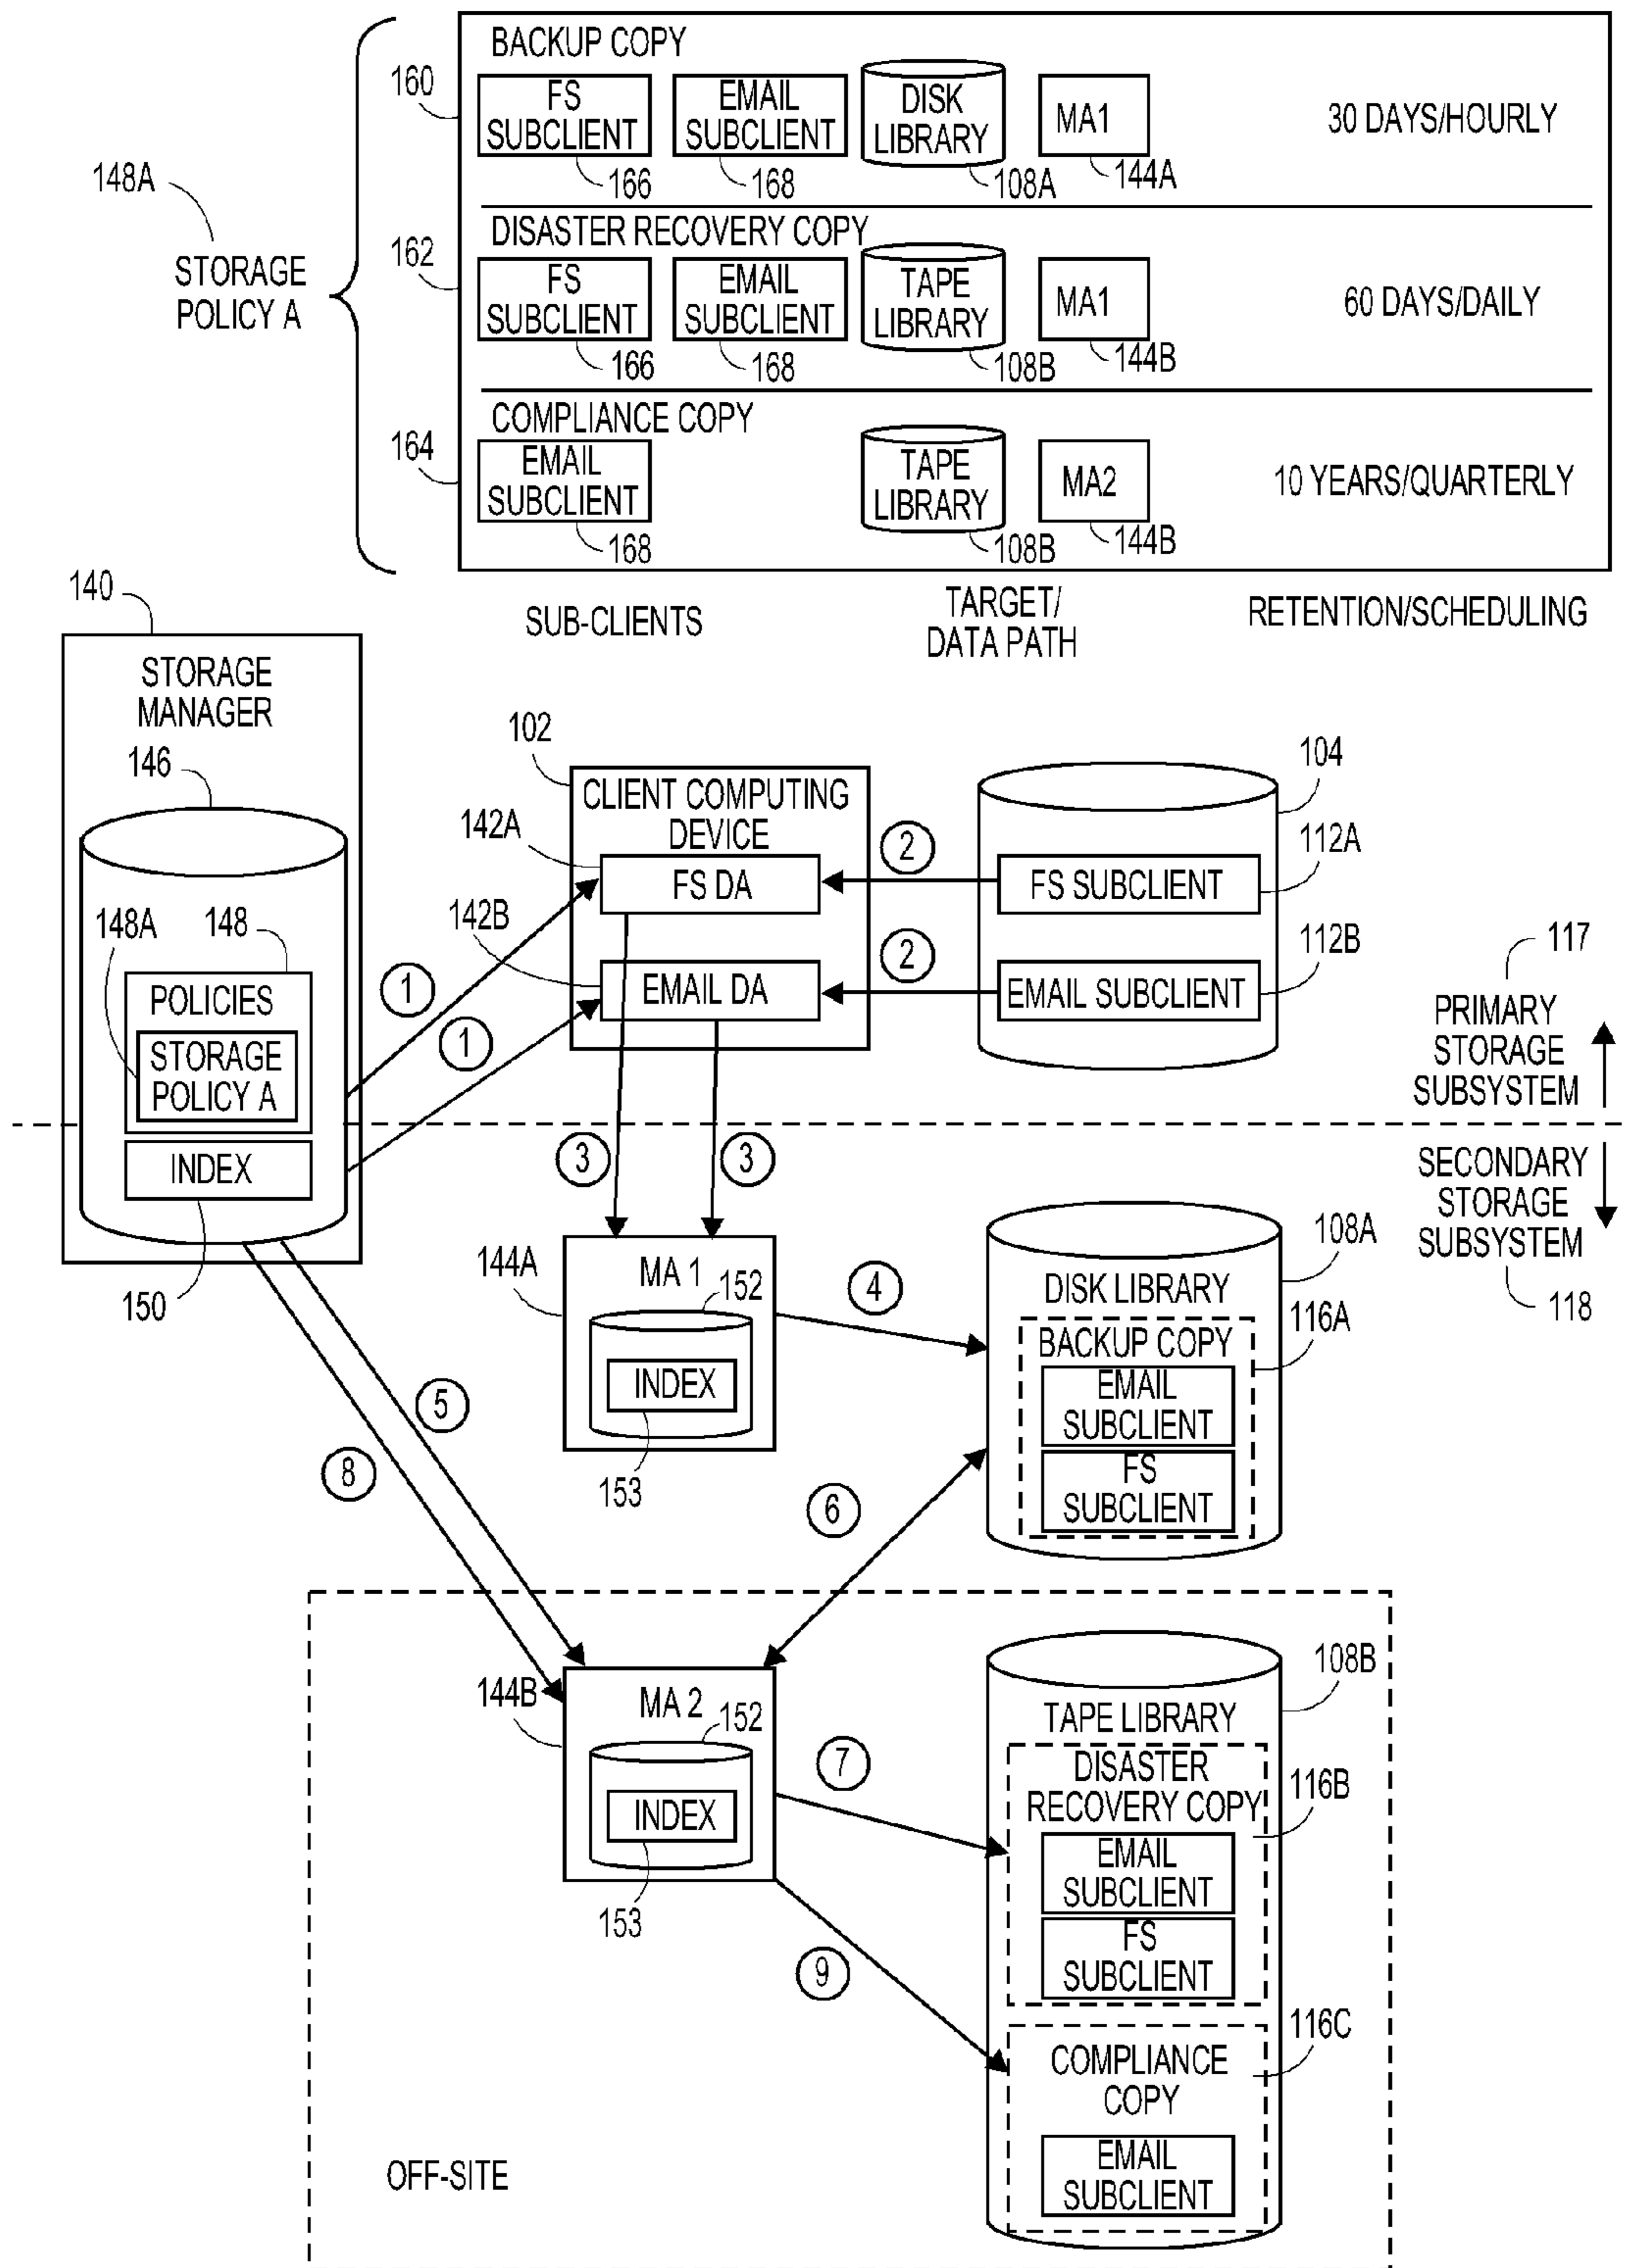 BACKUP COPY
160
FS
SUBCLIENT
166
EMAIL
SUBCLIENT
168
DISK
LIBRARY
108A
MA1
144A
30 DAYS/HOURLY
148A
STORAGE
POLICY A
DISASTER RECOVERY COPY
162
FS
SUBCLIENT
166
EMAIL
SUBCLIENT
168
TAPE
LIBRARY
108B
MA1
144B
60 DAYS/DAILY
COMPLIANCE COPY
164
EMAIL
SUBCLIENT
168
TAPE
LIBRARY
108B
MA2
144B
10 YEARS/QUARTERLY
SUB-CLIENTS
TARGET/
DATA PATH
RETENTION/SCHEDULING
140
STORAGE
MANAGER
146
148A
148
POLICIES
STORAGE
POLICY A
INDEX
150
102
CLIENT COMPUTING
DEVICE
142A
FS DA
142B
EMAIL DA
1
1
2
2
104
FS SUBCLIENT
112A
EMAIL SUBCLIENT
112B
117
PRIMARY
STORAGE
SUBSYSTEM
SECONDARY
STORAGE
SUBSYSTEM
118
3
3
144A
MA 1
152
INDEX
153
4
108A
DISK LIBRARY
116A
BACKUP COPY
EMAIL
SUBCLIENT
FS
SUBCLIENT
5
8
6
144B
MA 2
152
INDEX
153
7
9
108B
TAPE LIBRARY
DISASTER
RECOVERY COPY
116B
EMAIL
SUBCLIENT
FS
SUBCLIENT
116C
COMPLIANCE
COPY
EMAIL
SUBCLIENT
OFF-SITE